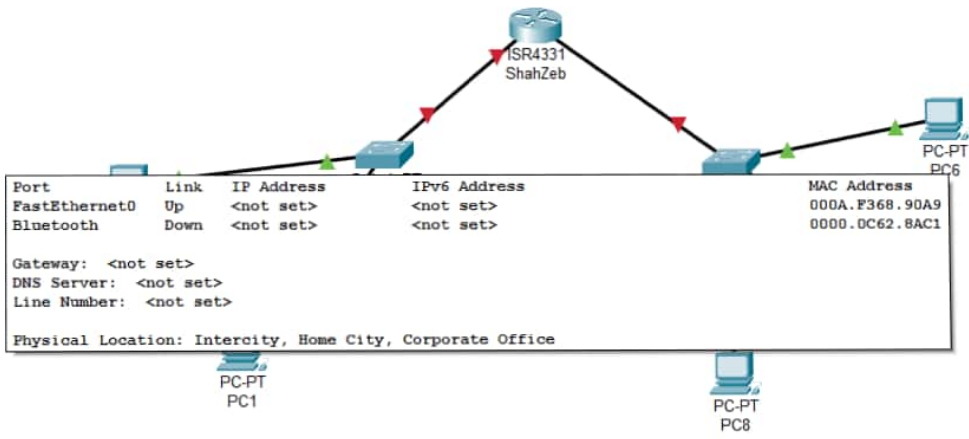 ISR4331
ShahZeb
PC-PT
PC6
Port Link IP Address IPv6 Address MAC Address
FastEthernet0 Up <not set> <not set> 000A.F368.90A9
Bluetooth Down <not set> <not set> 0000.0C62.8AC1
Gateway: <not set>
DNS Server: <not set>
Line Number: <not set>
Physical Location: Intercity, Home City, Corporate Office
PC-PT
PC1
PC-PT
PC8